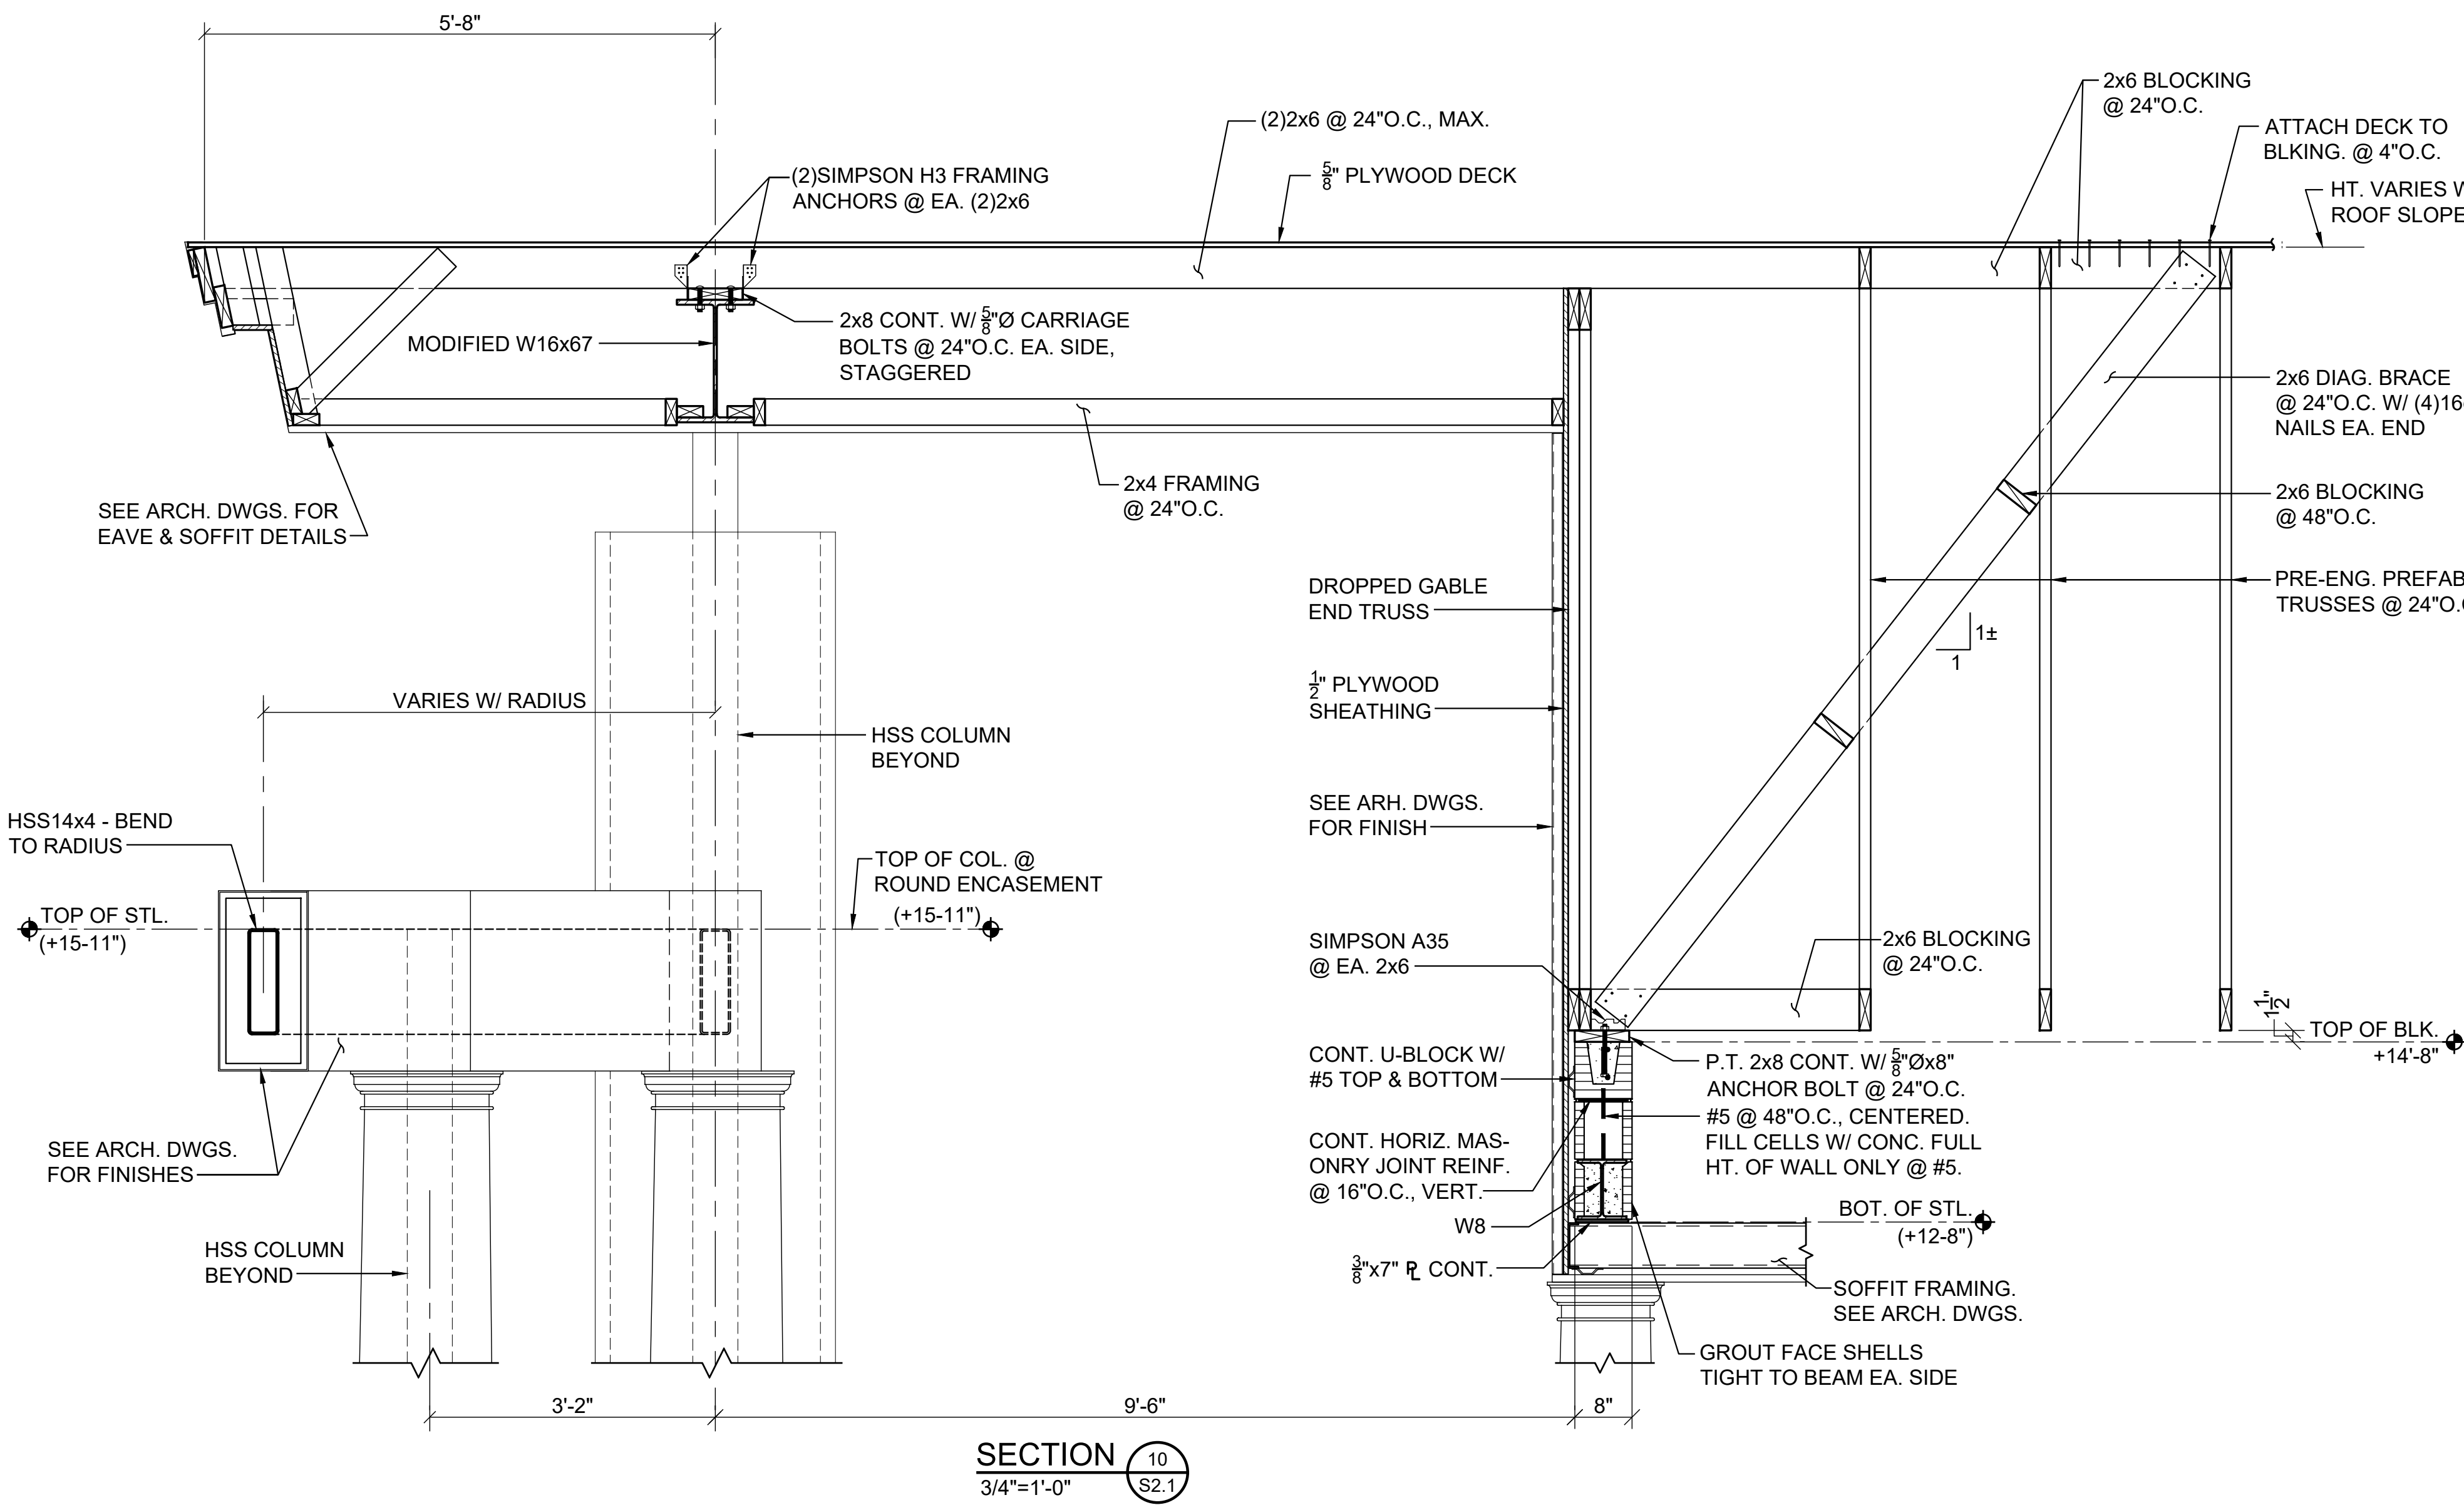 5'-8"
2x6 BLOCKING
@ 24"O.C.
(2)2x6 @ 24"O.C., MAX.
ATTACH DECK TO
BLKING. @ 4"O.C.
(2)SIMPSON H3 FRAMING
ANCHORS @ EA. (2)2x6
5/8" PLYWOOD DECK
HT. VARIES W
ROOF SLOPE
2x8 CONT. W/ 5/8"Ø CARRIAGE
BOLTS @ 24"O.C. EA. SIDE,
STAGGERED
MODIFIED W16x67
2x6 DIAG. BRACE
@ 24"O.C. W/ (4)16
NAILS EA. END
2x4 FRAMING
@ 24"O.C.
SEE ARCH. DWGS. FOR
EAVE & SOFFIT DETAILS
2x6 BLOCKING
@ 48"O.C.
DROPPED GABLE
END TRUSS
PRE-ENG. PREFAB
TRUSSES @ 24"O.
1±
1
1/2" PLYWOOD
SHEATHING
VARIES W/ RADIUS
HSS COLUMN
BEYOND
SEE ARH. DWGS.
FOR FINISH
HSS14x4 - BEND
TO RADIUS
TOP OF COL. @
ROUND ENCASEMENT
(+15-11")
TOP OF STL.
(+15-11")
SIMPSON A35
@ EA. 2x6
2x6 BLOCKING
@ 24"O.C.
1/2"
TOP OF BLK.
+14'-8"
CONT. U-BLOCK W/
#5 TOP & BOTTOM
P.T. 2x8 CONT. W/ 5/8"Øx8"
ANCHOR BOLT @ 24"O.C.
#5 @ 48"O.C., CENTERED.
FILL CELLS W/ CONC. FULL
HT. OF WALL ONLY @ #5.
SEE ARCH. DWGS.
FOR FINISHES
CONT. HORIZ. MAS-
ONRY JOINT REINF.
@ 16"O.C., VERT.
W8
BOT. OF STL.
(+12-8")
HSS COLUMN
BEYOND
3/8"x7" ℄ CONT.
SOFFIT FRAMING.
SEE ARCH. DWGS.
GROUT FACE SHELLS
TIGHT TO BEAM EA. SIDE
3'-2"
9'-6"
8"
SECTION
3/4"=1'-0"
10
S2.1